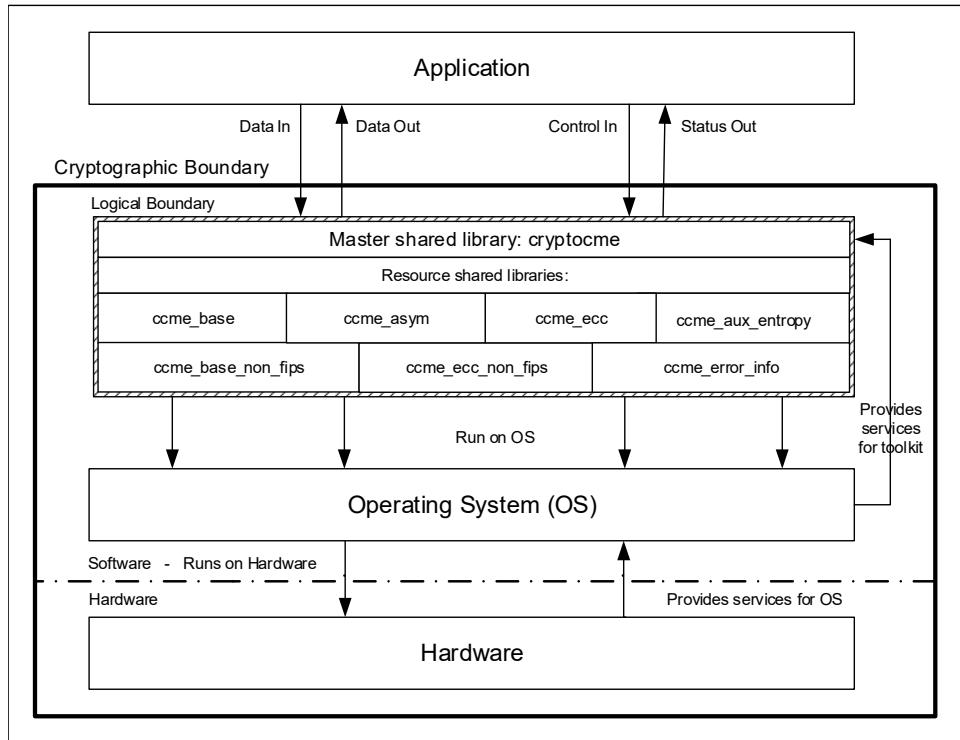 Application
Data In
Data Out
Control In
Status Out
Cryptographic Boundary
Logical Boundary
Master shared library: cryptocme
Resource shared libraries:
ccme_base
ccme_asym
ccme_ecc
ccme_aux_entropy
ccme_base_non_fips
ccme_ecc_non_fips
ccme_error_info
Run on OS
Provides
services
for toolkit
Operating System (OS)
Software - Runs on Hardware
Hardware
Provides services for OS
Hardware